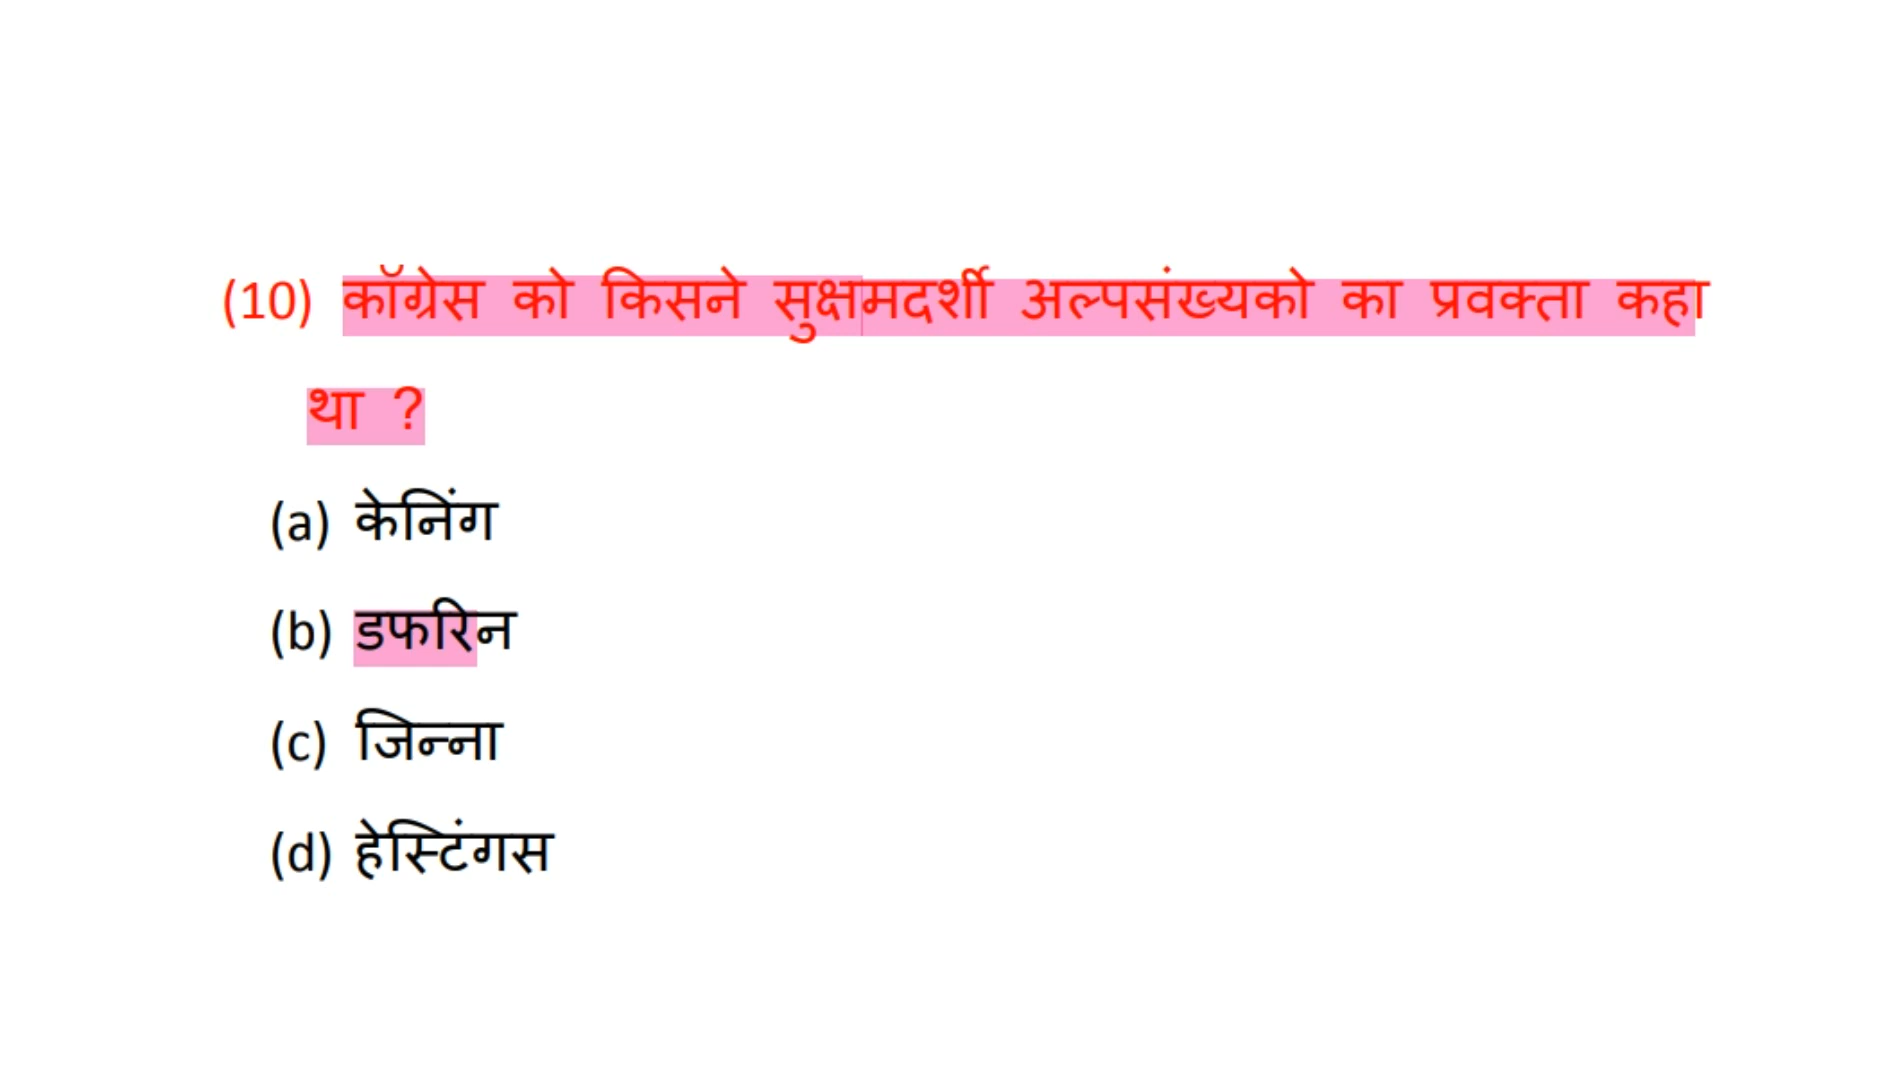 (10) कॉग्रेस को किसने सुक्षमदर्शी अल्पसंख्यको का प्रवक्ता कहा
था ?
(a) केनिंग
(b) डफरिन
(c) जिन्ना
(d) हेस्टिंगस